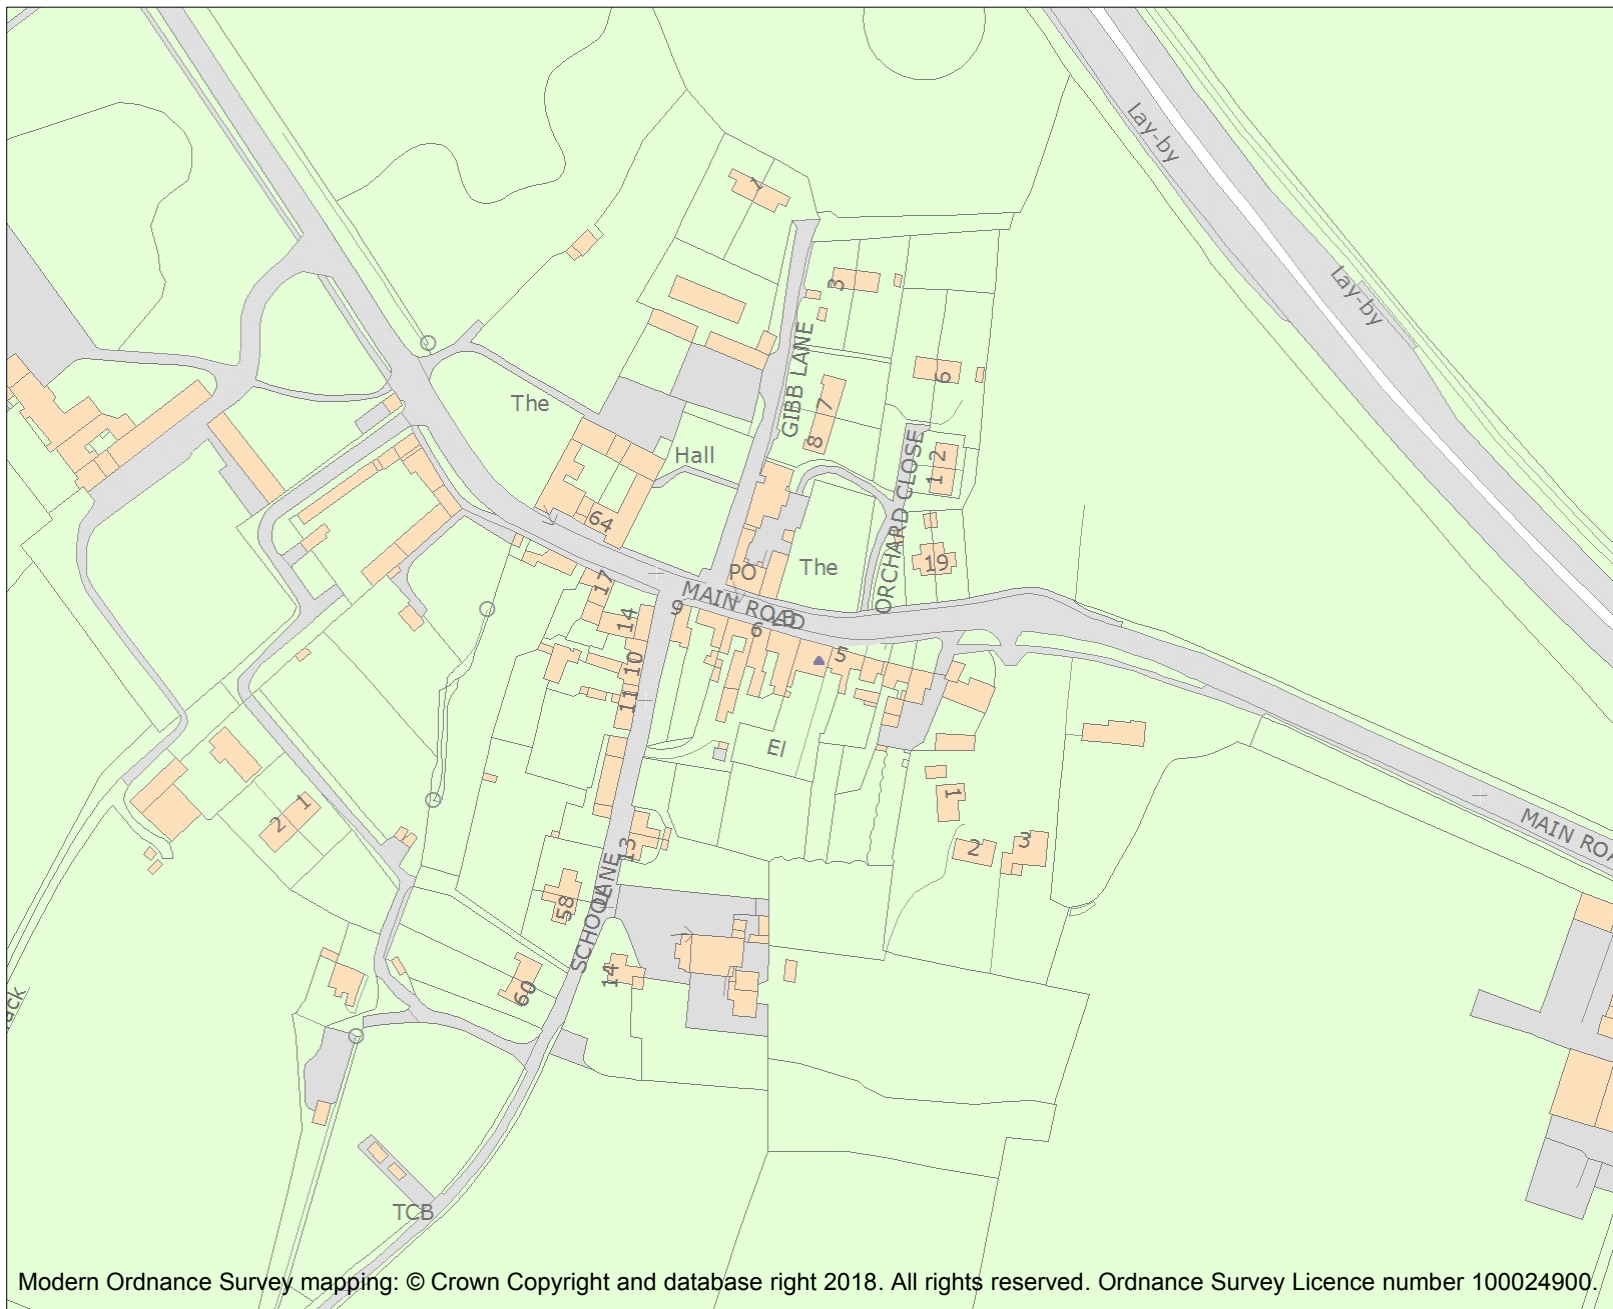 Lay-by
Lay-by
1
3
GIBB LANE
6
The
7
8
Hall
ORCHARD CLOSE
2
1
64
19
PO
The
17
MAIN ROAD
LB
9
14
6
5
10
11
El
1
1
2
MAIN ROA
13
2
3
SCHOOL LANE
58
14
60
ack
TCB
Modern Ordnance Survey mapping: © Crown Copyright and database right 2018. All rights reserved. Ordnance Survey Licence number 100024900.